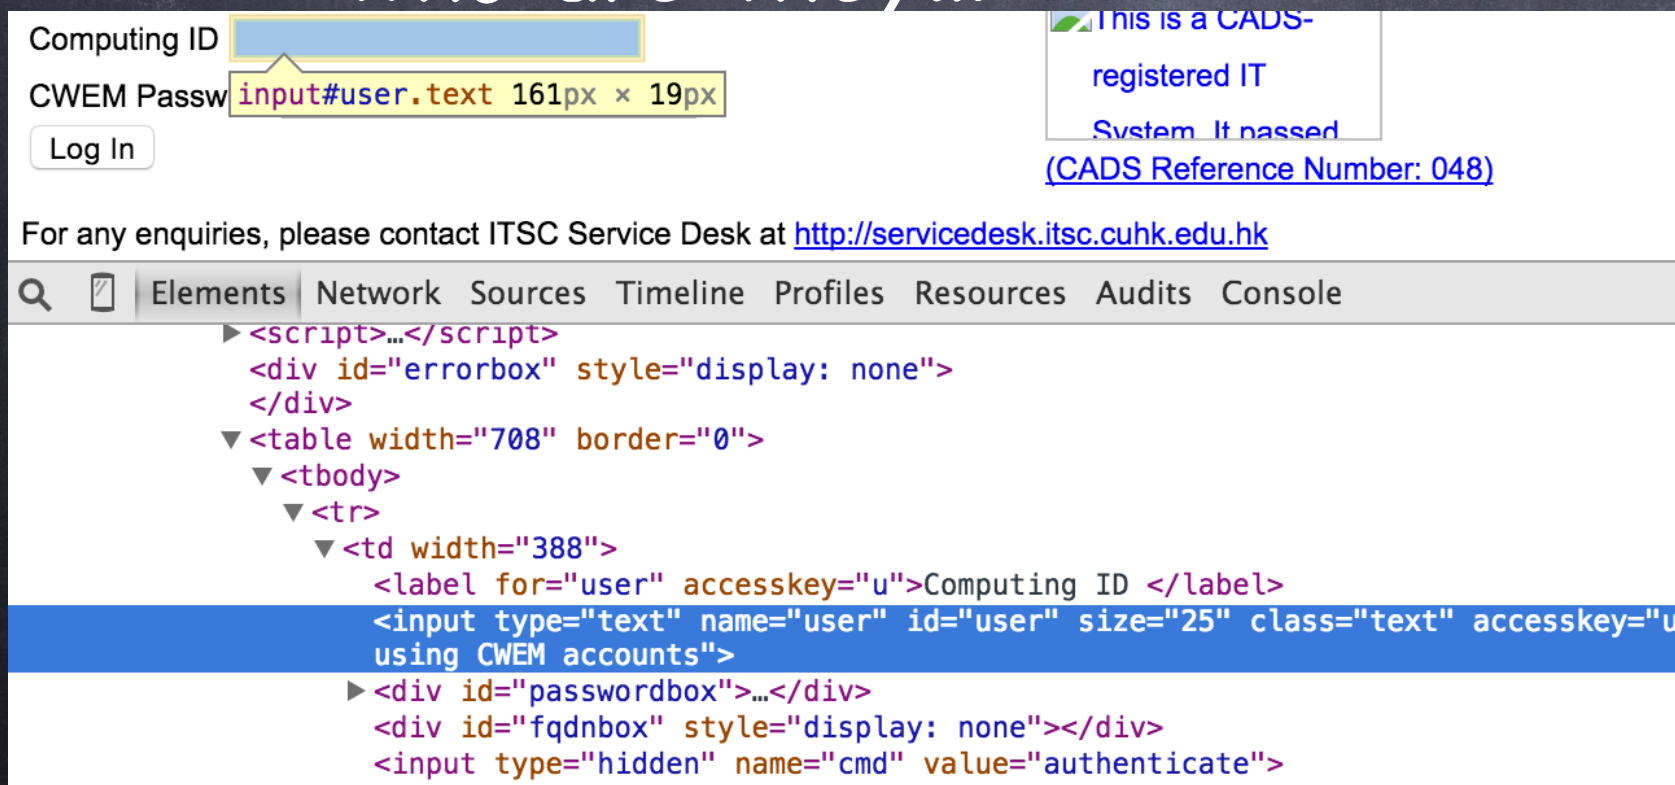 Computing ID
CWEM Passw
input#user.text 161px × 19px
Log In
This is a CADS-
registered IT
System. It passed
(CADS Reference Number: 048)
For any enquiries, please contact ITSC Service Desk at http://servicedesk.itsc.cuhk.edu.hk
Elements Network Sources Timeline Profiles Resources Audits Console
▶<script>…</script>
<div id="errorbox" style="display: none">
</div>
▼<table width="708" border="0">
▼<tbody>
▼<tr>
▼<td width="388">
<label for="user" accesskey="u">Computing ID </label>
<input type="text" name="user" id="user" size="25" class="text" accesskey="u
using CWEM accounts">
▶<div id="passwordbox">…</div>
<div id="fqdnbox" style="display: none"></div>
<input type="hidden" name="cmd" value="authenticate">